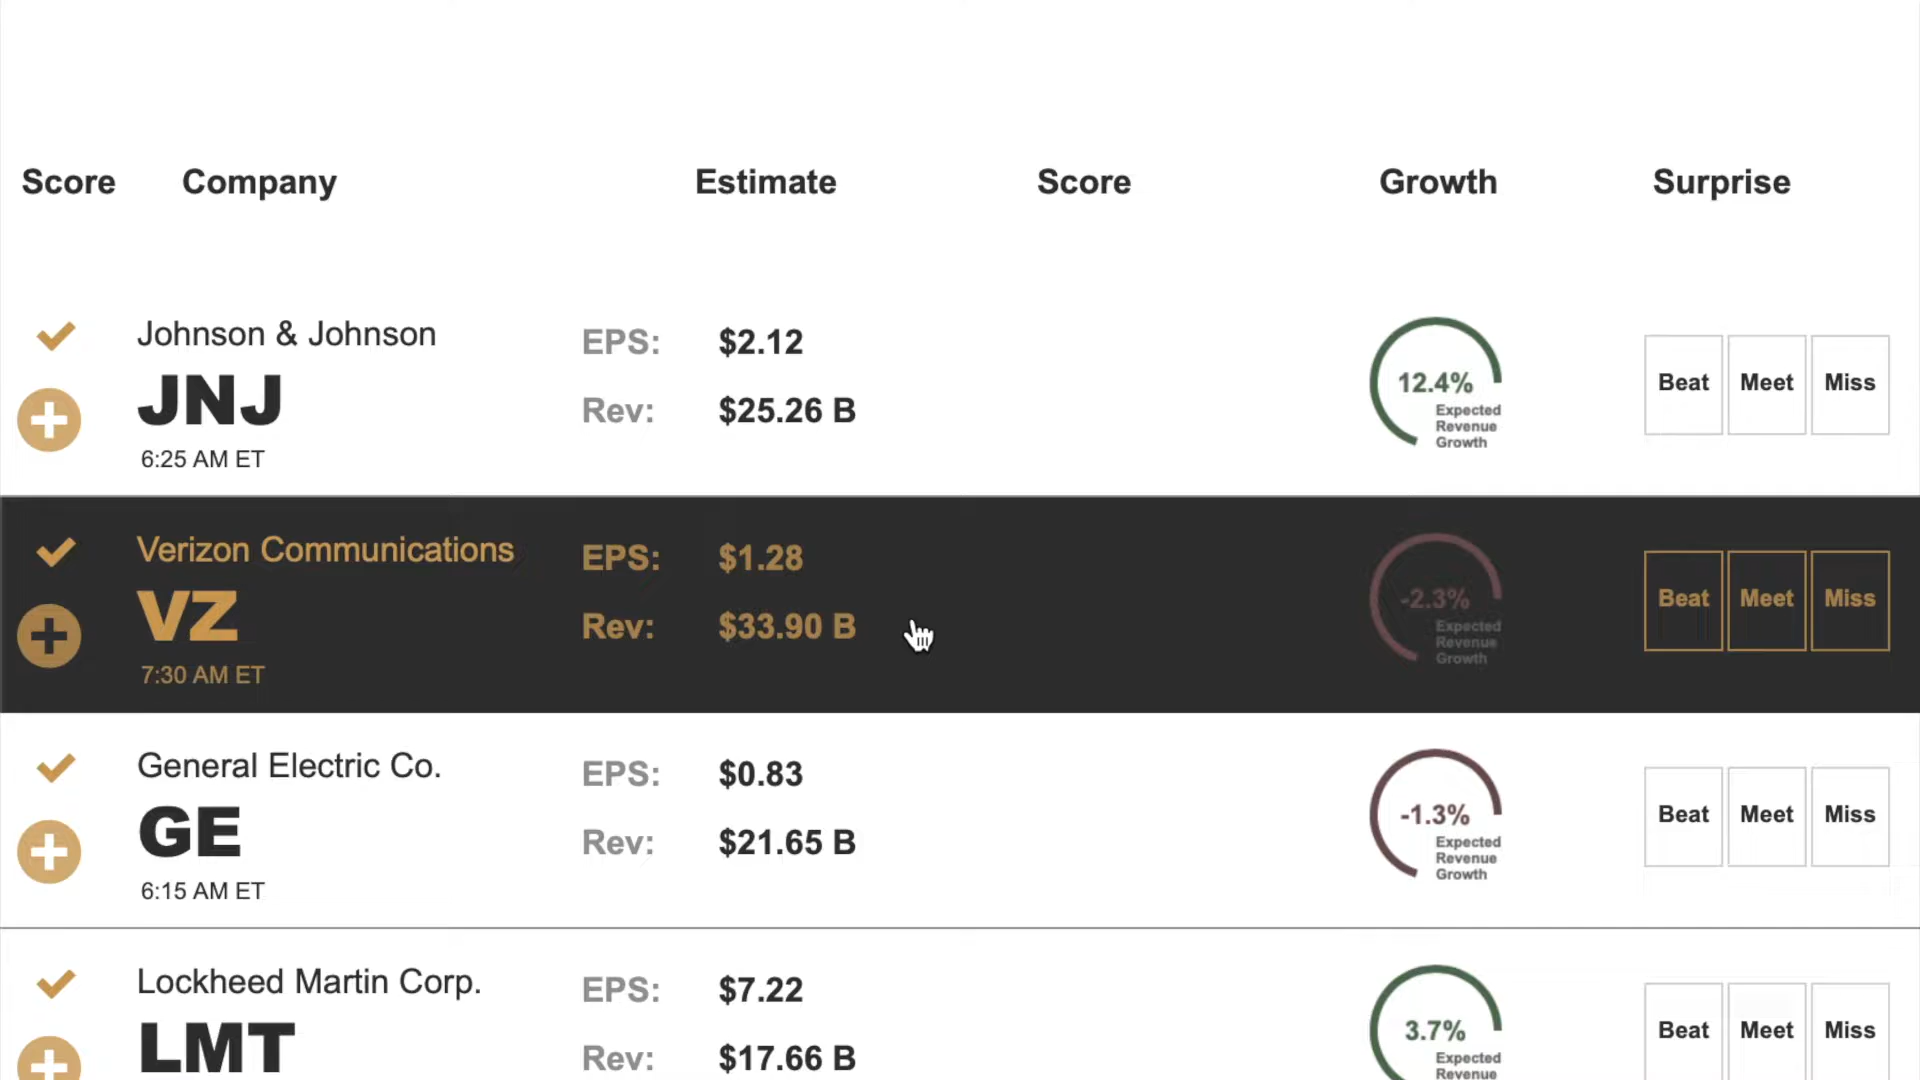 Score Company Estimate Score Growth Surprise
Johnson & Johnson
JNJ
6:25 AM ET
EPS: $2.12
Rev: $25.26 B
12.4%
Expected
Revenue
Growth
Beat Meet Miss
Verizon Communications
VZ
7:30 AM ET
EPS: $1.28
Rev: $33.90 B
-2.3%
Expected
Revenue
Growth
Beat Meet Miss
General Electric Co.
GE
6:15 AM ET
EPS: $0.83
Rev: $21.65 B
-1.3%
Expected
Revenue
Growth
Beat Meet Miss
Lockheed Martin Corp.
LMT
EPS: $7.22
Rev: $17.66 B
3.7%
Expected
Revenue
Beat Meet Miss